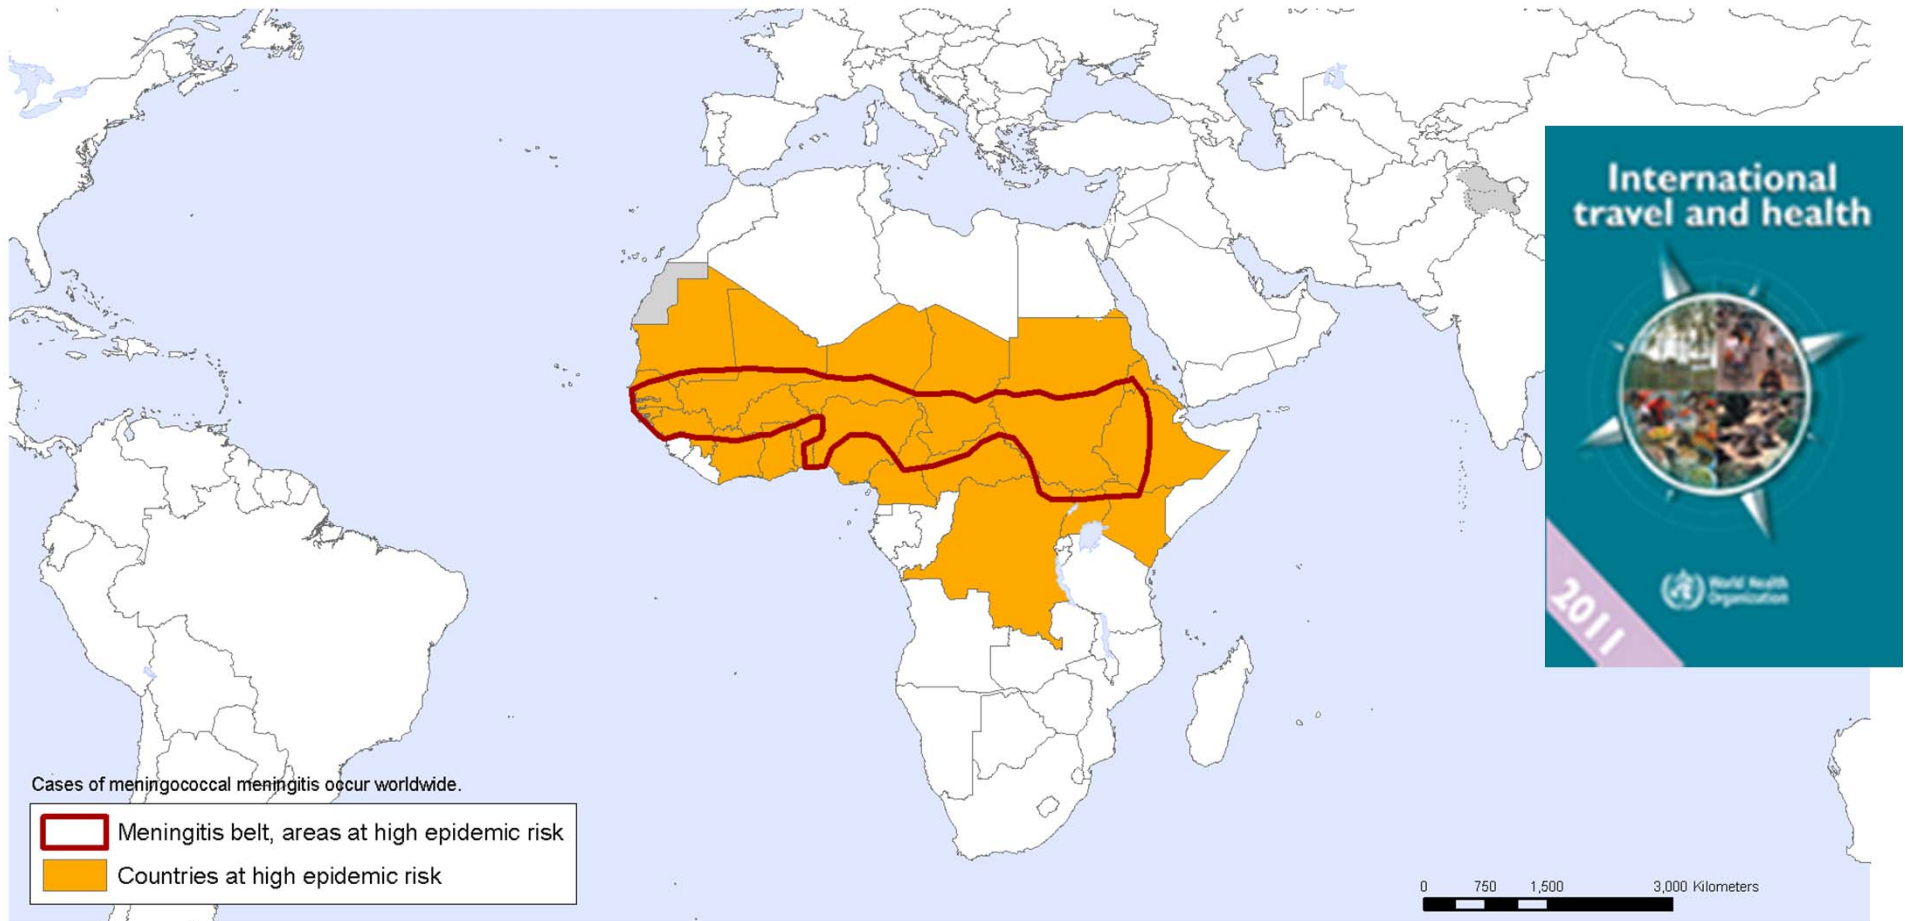 International
travel and health
World Health
Organization
2011
Cases of meningococcal meningitis occur worldwide.
Meningitis belt, areas at high epidemic risk
Countries at high epidemic risk
0 750 1,500 3,000 Kilometers